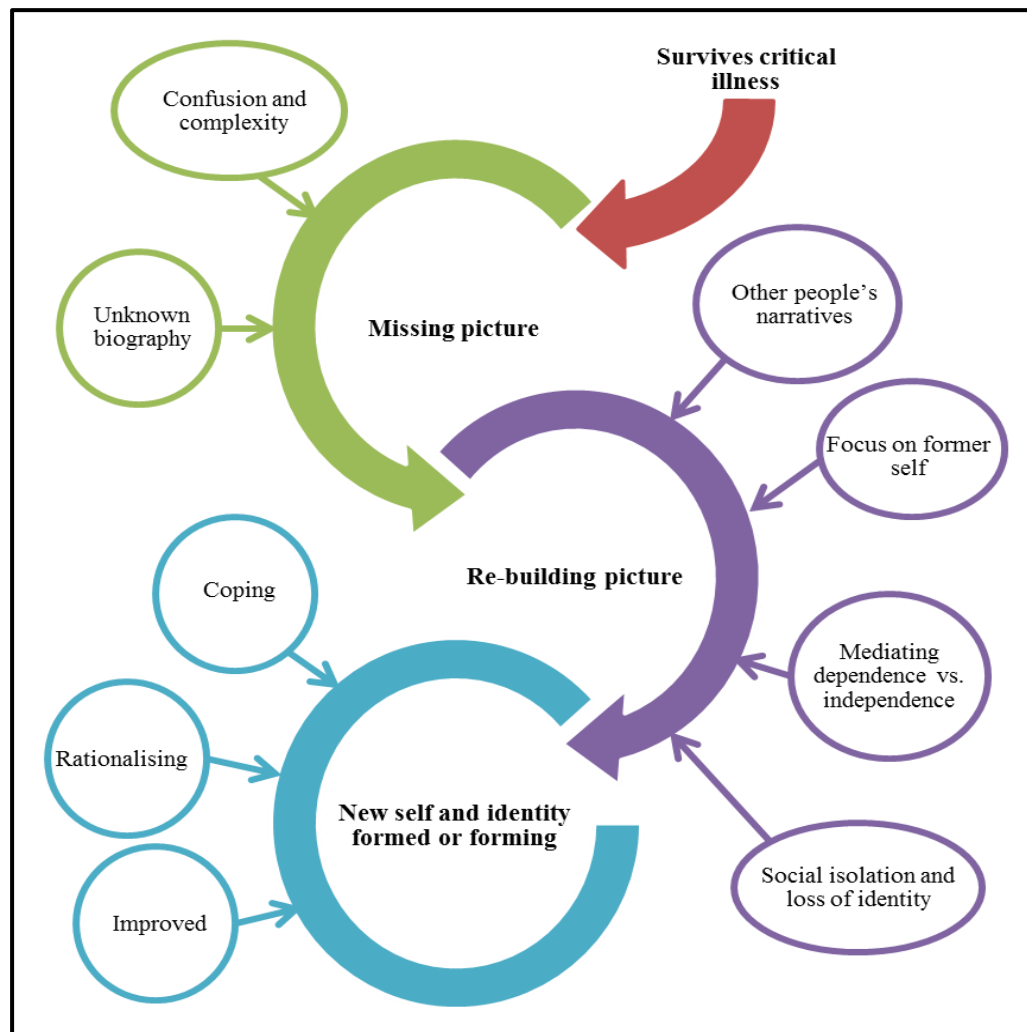 Survives critical
illness
Confusion and
complexity
Unknown
biography
Missing picture
Other people’s
narratives
Focus on former
self
Re-building picture
Mediating
dependence vs.
independence
Social isolation and
loss of identity
Coping
Rationalising
Improved
New self and identity
formed or forming